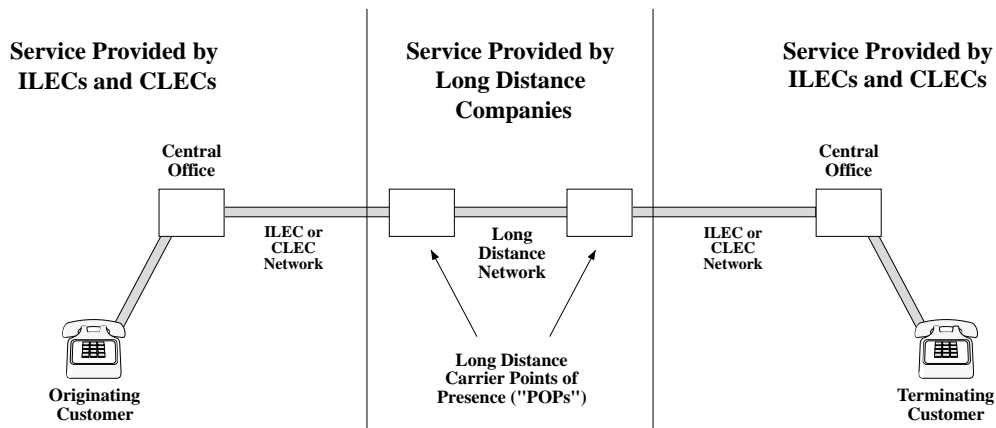 Service Provided by
ILECs and CLECs
Service Provided by
Long Distance
Companies
Service Provided by
ILECs and CLECs
Central
Office
Central
Office
ILEC or
CLEC
Network
Long
Distance
Network
ILEC or
CLEC
Network
Originating
Customer
Long Distance
Carrier Points of
Presence ("POPs")
Terminating
Customer